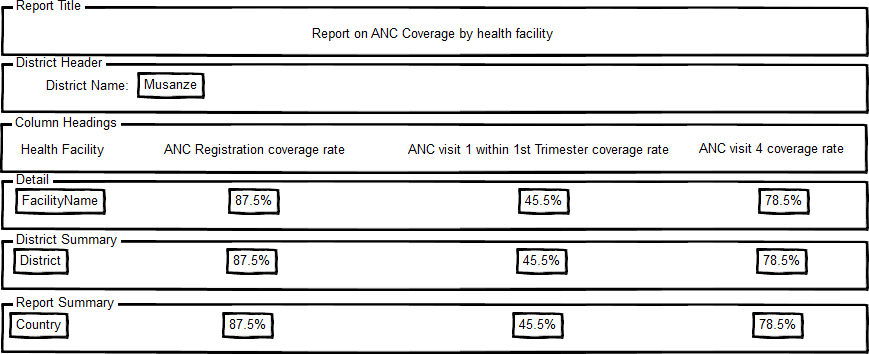 Report Title
Report on ANC Coverage by health facility
District Header
District Name: Musanze
Column Headings
Health Facility ANC Registration coverage rate ANC visit 1 within 1st Trimester coverage rate ANC visit 4 coverage rate
Detail
FacilityName 87.5% 45.5% 78.5%
District Summary
District 87.5% 45.5% 78.5%
Report Summary
Country 87.5% 45.5% 78.5%